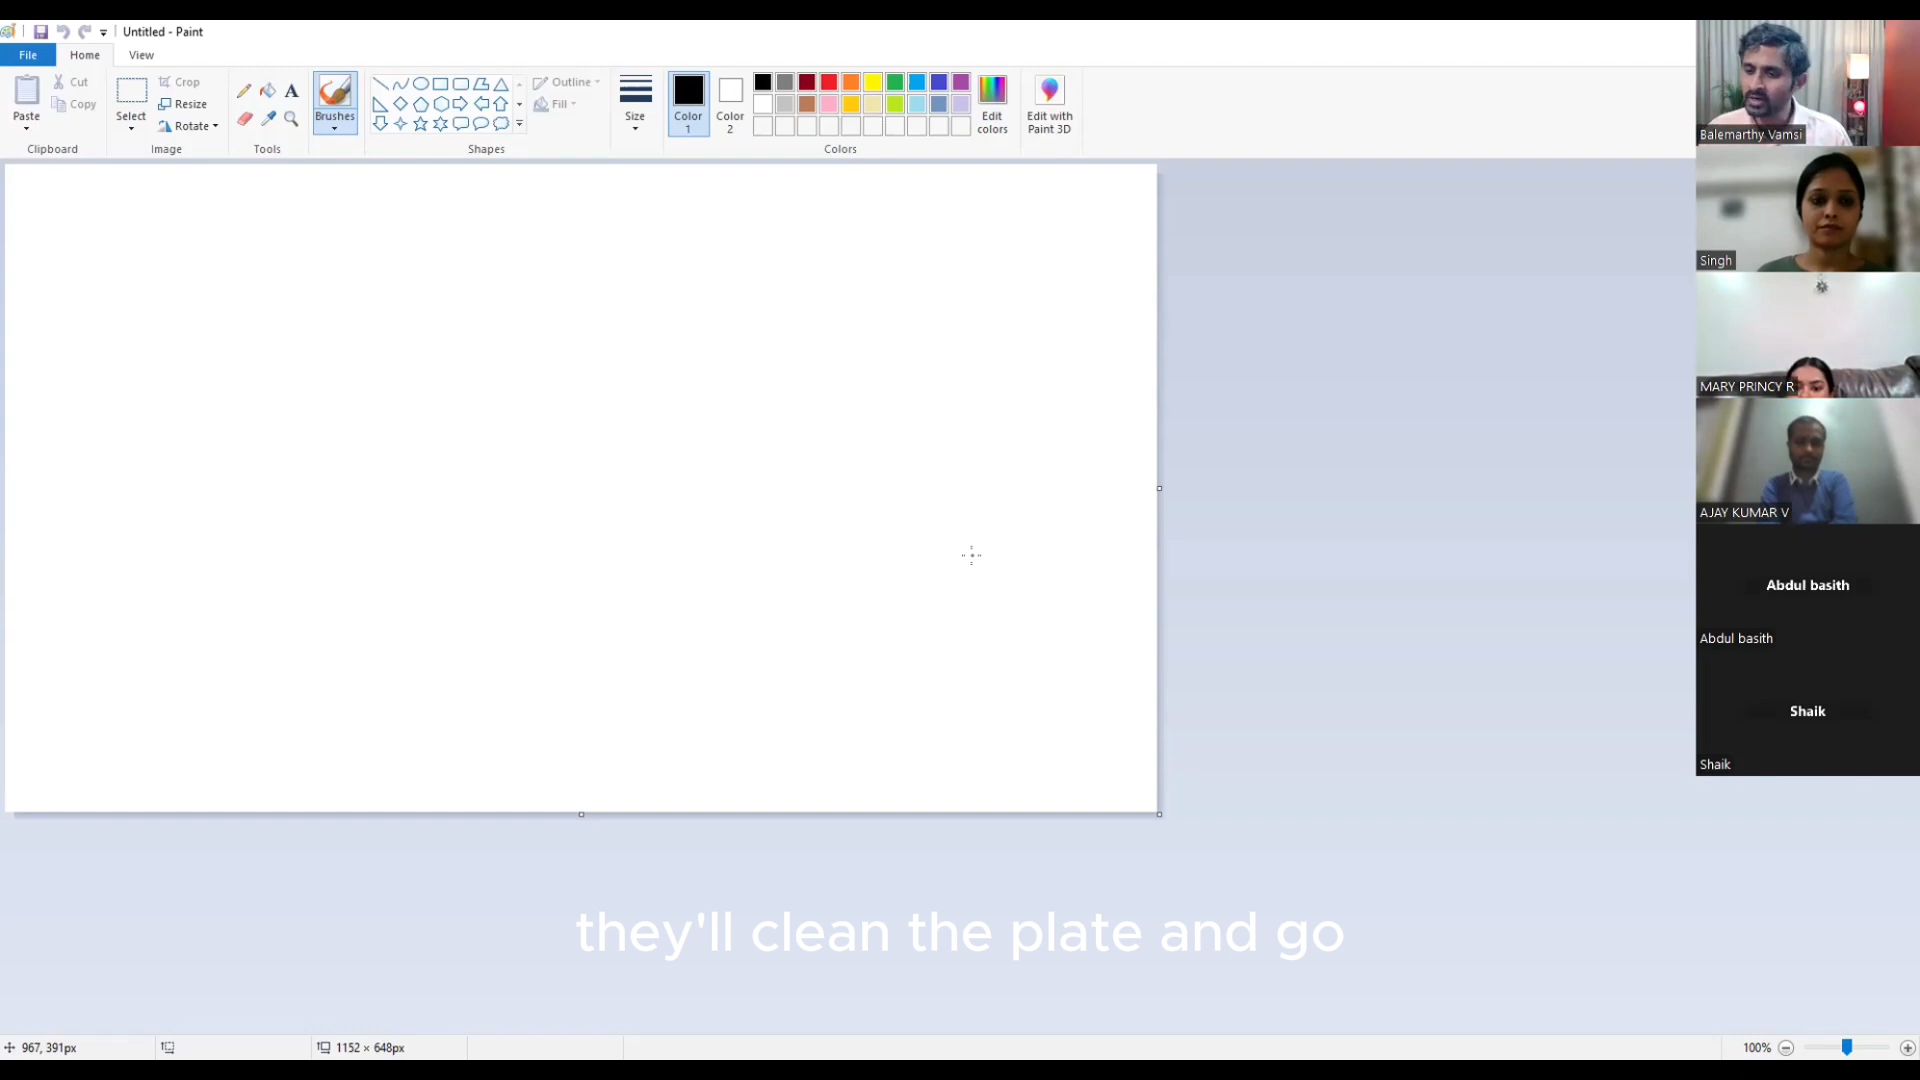 Untitled - Paint
File
Home
View
Paste
Cut
Copy
Clipboard
Select
Crop
Resize
Rotate
Image
A
Tools
Brushes
Shapes
Outline
Fill
Size
Color
1
Color
2
Colors
Edit
colors
Edit with
Paint 3D
Balemarthy Vamsi
Singh
MARY PRINCY R
AJAY KUMAR V
Abdul basith
Abdul basith
Shaik
Shaik
they'll clean the plate and go
967, 391px
1152 × 648px
100%